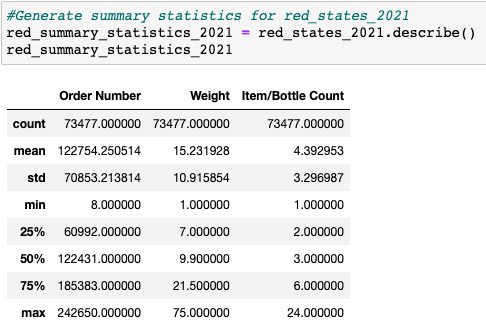 #Generate summary statistics for red_states_2021
red_summary_statistics_2021 = red_states_2021.describe()
red_summary_statistics_2021
Order Number Weight Item/Bottle Count
count 73477.000000 73477.000000 73477.000000
mean 122754.250514 15.231928 4.392953
std 70853.213814 10.915854 3.296987
min 8.000000 1.000000 1.000000
25% 60992.000000 7.000000 2.000000
50% 122431.000000 9.900000 3.000000
75% 185383.000000 21.500000 6.000000
max 242650.000000 75.000000 24.000000